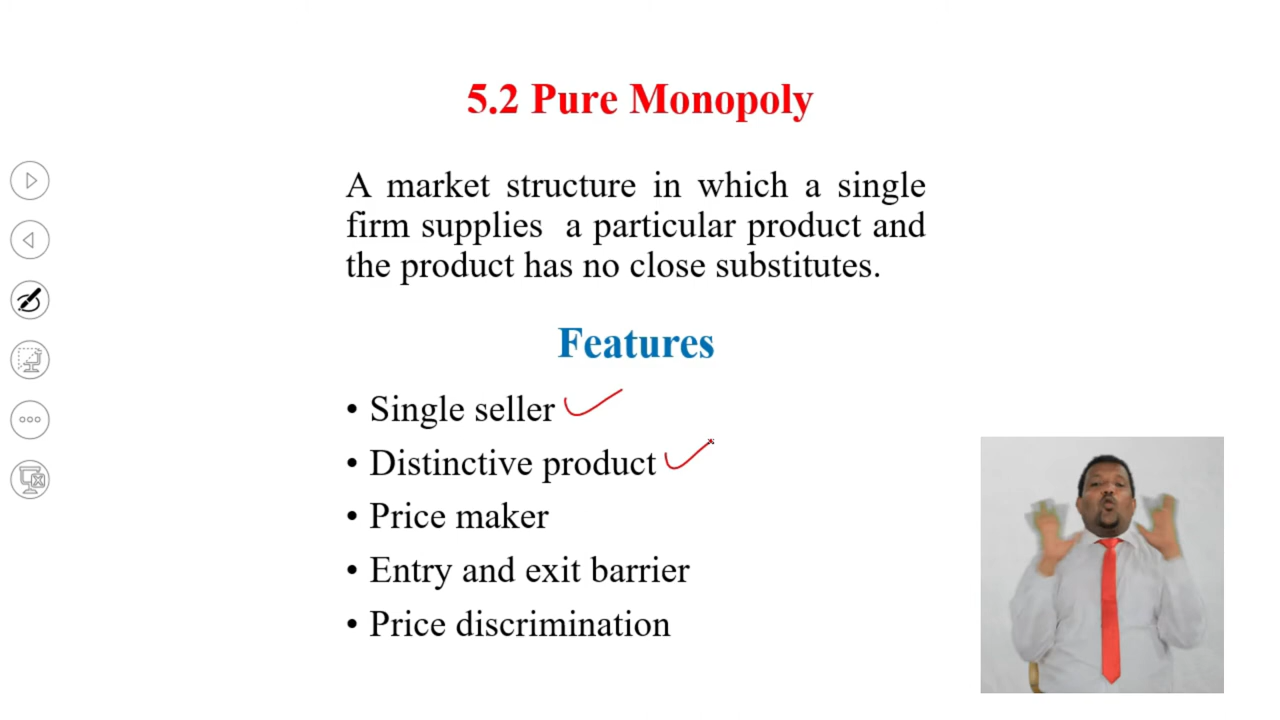 5.2 Pure Monopoly
A market structure in which a single
firm supplies a particular product and
the product has no close substitutes.
Features
• Single seller
• Distinctive product
• Price maker
• Entry and exit barrier
• Price discrimination